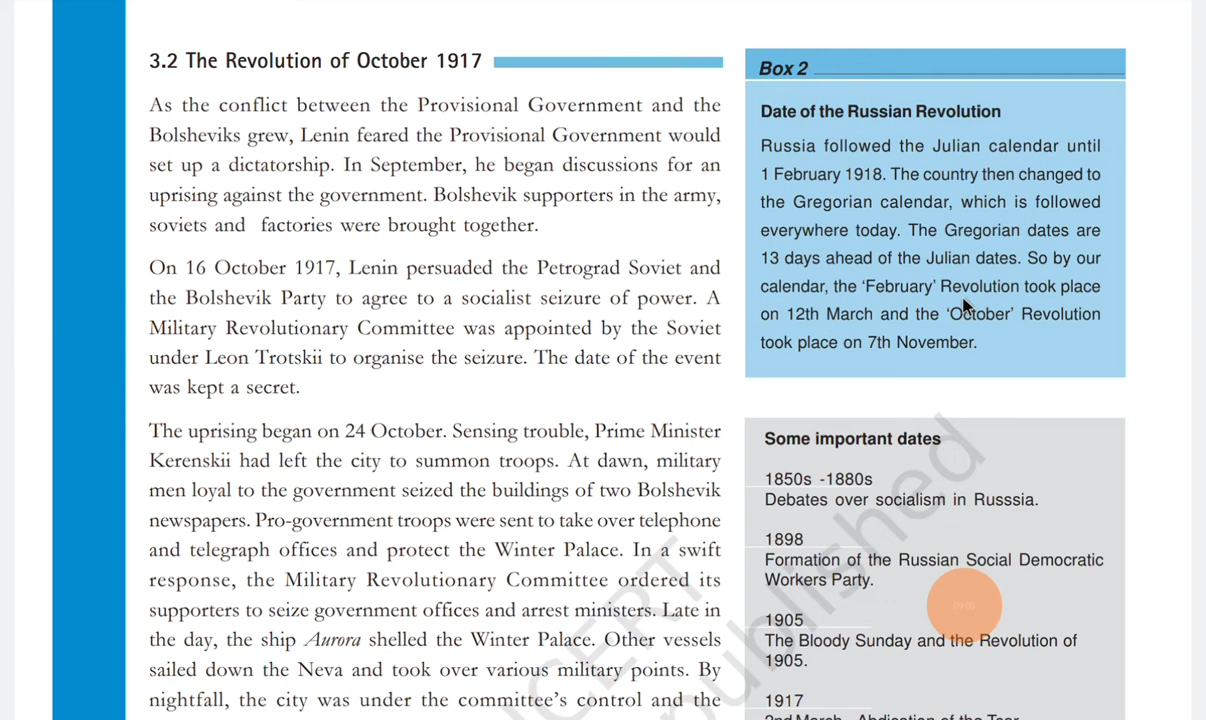 3.2 The Revolution of October 1917
As the conflict between the Provisional Government and the
Bolsheviks grew, Lenin feared the Provisional Government would
set up a dictatorship. In September, he began discussions for an
uprising against the government. Bolshevik supporters in the army,
soviets and factories were brought together.
On 16 October 1917, Lenin persuaded the Petrograd Soviet and
the Bolshevik Party to agree to a socialist seizure of power. A
Military Revolutionary Committee was appointed by the Soviet
under Leon Trotskii to organise the seizure. The date of the event
was kept a secret.
The uprising began on 24 October. Sensing trouble, Prime Minister
Kerenskii had left the city to summon troops. At dawn, military
men loyal to the government seized the buildings of two Bolshevik
newspapers. Pro-government troops were sent to take over telephone
and telegraph offices and protect the Winter Palace. In a swift
response, the Military Revolutionary Committee ordered its
supporters to seize government offices and arrest ministers. Late in
the day, the ship Aurora shelled the Winter Palace. Other vessels
sailed down the Neva and took over various military points. By
nightfall, the city was under the committee's control and the
Box 2
Date of the Russian Revolution
Russia followed the Julian calendar until
1 February 1918. The country then changed to
the Gregorian calendar, which is followed
everywhere today. The Gregorian dates are
13 days ahead of the Julian dates. So by our
calendar, the ‘February’ Revolution took place
on 12th March and the ‘October’ Revolution
took place on 7th November.
Some important dates
1850s -1880s
Debates over socialism in Russsia.
1898
Formation of the Russian Social Democratic
Workers Party.
1905
The Bloody Sunday and the Revolution of
1905.
1917
2nd March - Abdication of the Tsar
NCERT
published